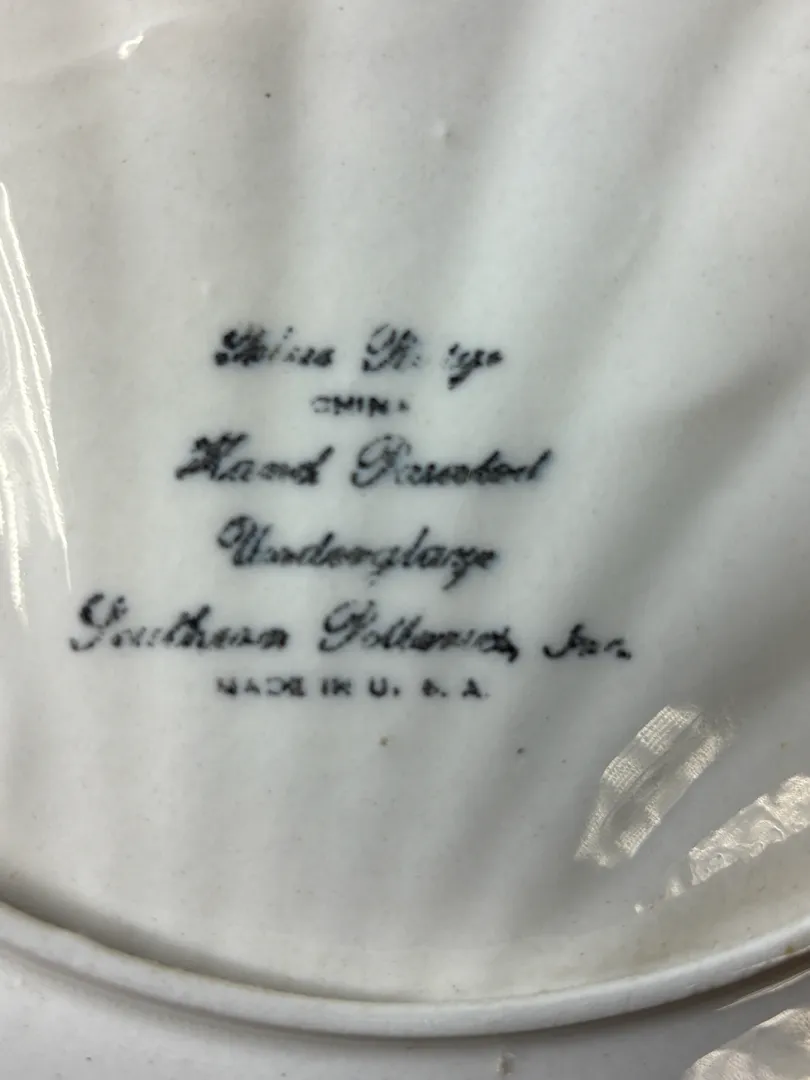 Blue Ridge
CHINA
Hand Painted
Underglaze
Southern Potteries, Inc.
MADE IN U. S. A.